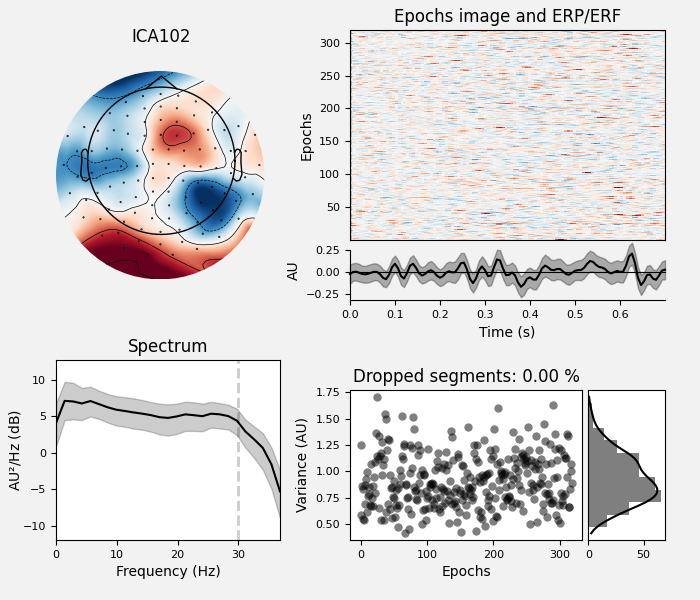 ICA102
Epochs image and ERP/ERF
300
250
200
150
100
50
Epochs
0.25
0.00
−0.25
AU
0.0 0.1 0.2 0.3 0.4 0.5 0.6
Time (s)
Spectrum
10
5
0
−5
−10
AU²/Hz (dB)
0 10 20 30
Frequency (Hz)
Dropped segments: 0.00 %
1.75
1.50
1.25
1.00
0.75
0.50
Variance (AU)
0 100 200 300
Epochs
0 50